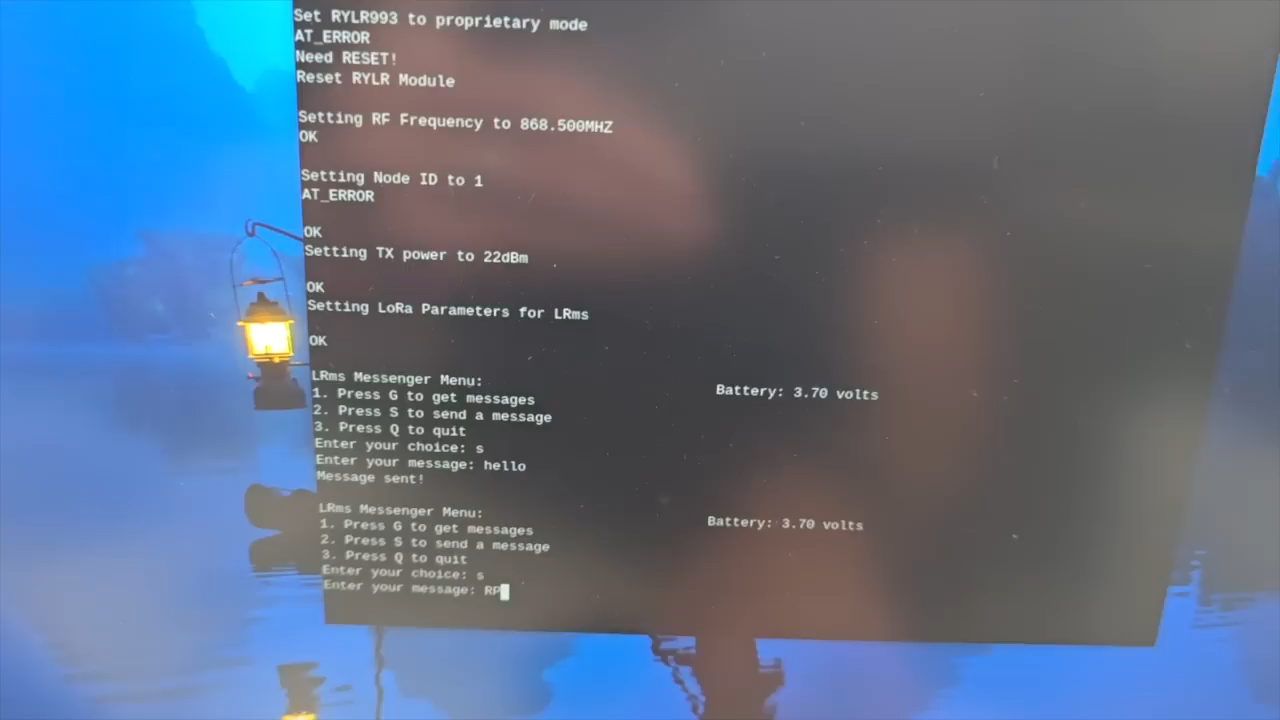 Set RYLR993 to proprietary mode
AT_ERROR
Need RESET!
Reset RYLR Module
Setting RF Frequency to 868.500MHZ
OK
Setting Node ID to 1
AT_ERROR
OK
Setting TX power to 22dBm
OK
Setting LoRa Parameters for LRms
OK
LRms Messenger Menu:
1. Press G to get messages Battery: 3.70 volts
2. Press S to send a message
3. Press Q to quit
Enter your choice: s
Enter your message: hello
Message sent!
LRms Messenger Menu:
1. Press G to get messages Battery: 3.70 volts
2. Press S to send a message
3. Press Q to quit
Enter your choice: s
Enter your message: RP